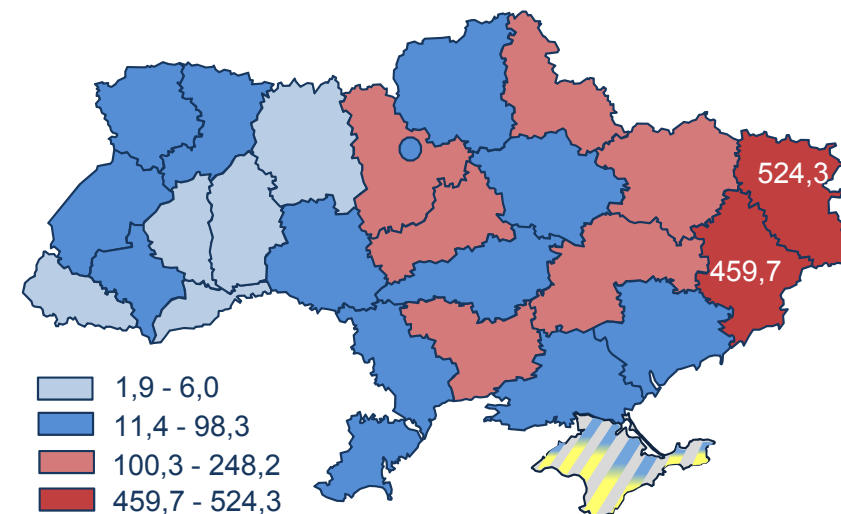 524,3
459,7
1,9 - 6,0
11,4 - 98,3
100,3 - 248,2
459,7 - 524,3